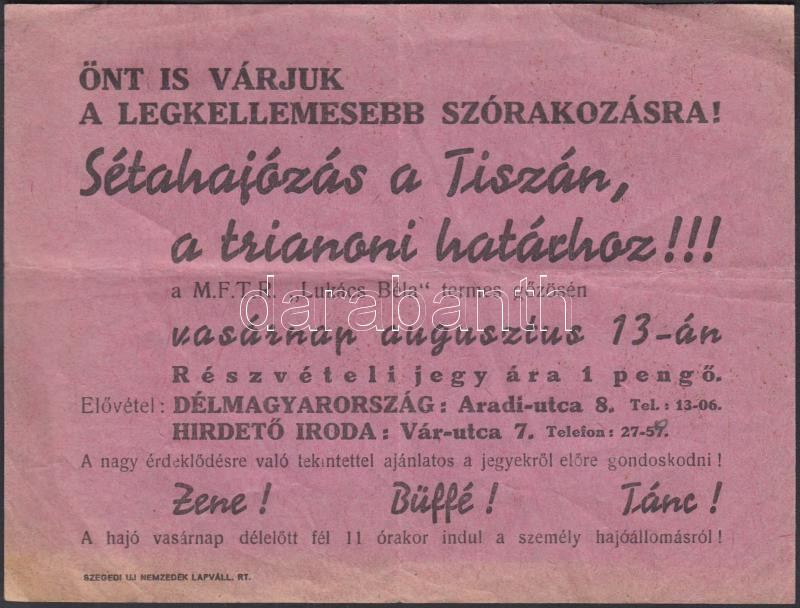 ÖNT IS VÁRJUK
A LEGKELLEMESEBB SZÓRAKOZÁSRA!
Sétahajózás a Tiszán,
a trianoni határhoz!!!
a M.F.T.R. „Lukács Béla“ termes gőzösén
darabanth
vasárnap augusztus 13-án
Részvételi jegy ára 1 pengő.
Elővétel: DÉLMAGYARORSZÁG: Aradi-utca 8. Tel.: 13-06.
HIRDETŐ IRODA: Vár-utca 7. Telefon: 27-59.
A nagy érdeklődésre való tekintettel ajánlatos a jegyekről előre gondoskodni!
Zene! Büffé! Tánc!
A hajó vasárnap délelőtt fél 11 órakor indul a személy hajóállomásról!
SZEGEDI UJ NEMZEDÉK LAPVÁLL. RT.